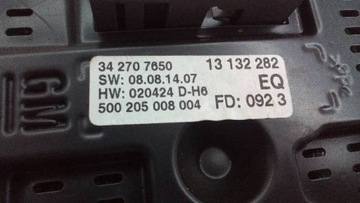 34 270 7650 13 132 282
SW: 08.08.14.07 EQ
HW: 020424 D-H6
500 205 008 004 FD: 092 3
GM